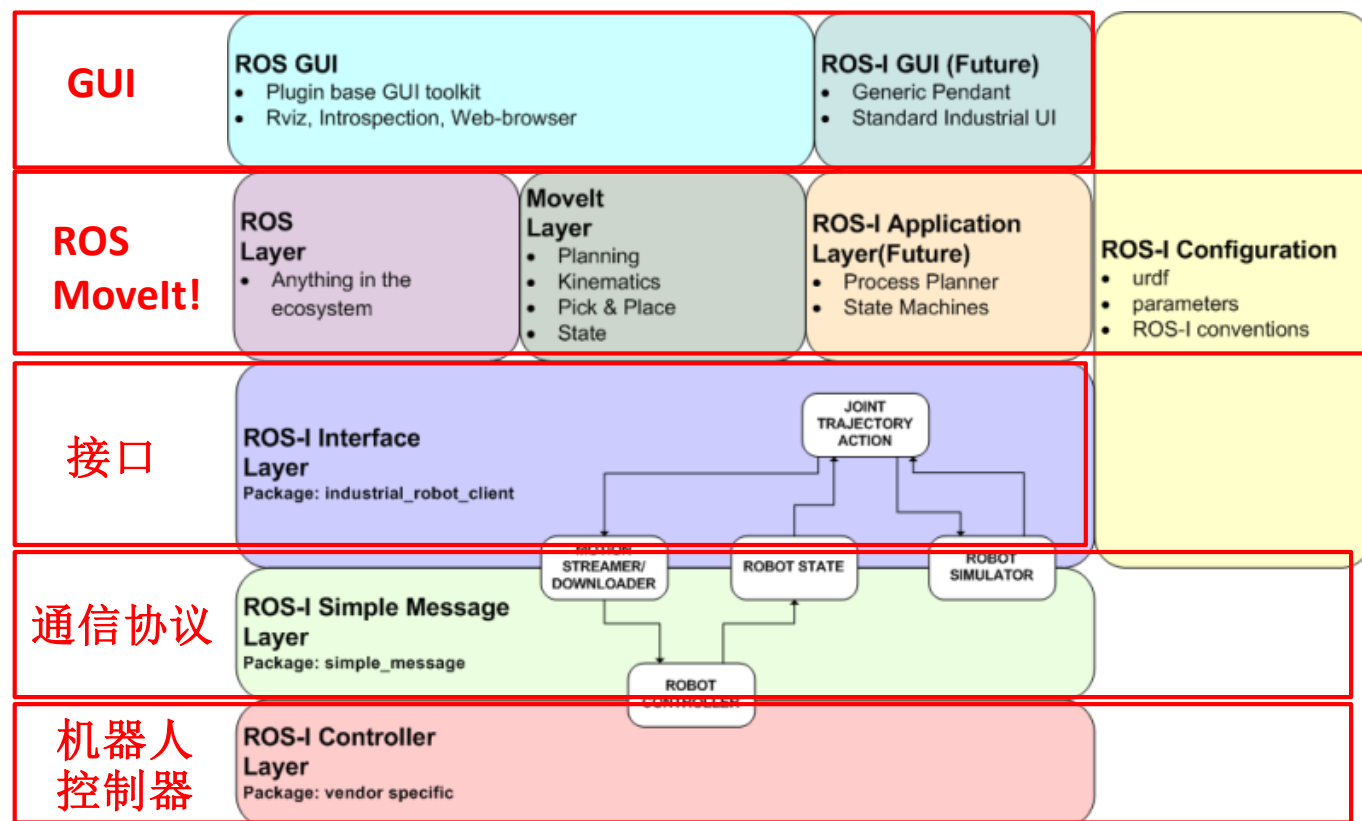 GUI
ROS GUI
• Plugin base GUI toolkit
• Rviz, Introspection, Web-browser
ROS-I GUI (Future)
• Generic Pendant
• Standard Industrial UI
ROS
MoveIt!
ROS
Layer
• Anything in the
ecosystem
MoveIt
Layer
• Planning
• Kinematics
• Pick & Place
• State
ROS-I Application
Layer(Future)
• Process Planner
• State Machines
ROS-I Configuration
• urdf
• parameters
• ROS-I conventions
接口
ROS-I Interface
Layer
Package: industrial_robot_client
JOINT
TRAJECTORY
ACTION
MOTION
STREAMER/
DOWNLOADER
ROBOT STATE
ROBOT
SIMULATOR
通信协议
ROS-I Simple Message
Layer
Package: simple_message
ROBOT
CONTROLLER
机器人
控制器
ROS-I Controller
Layer
Package: vendor specific